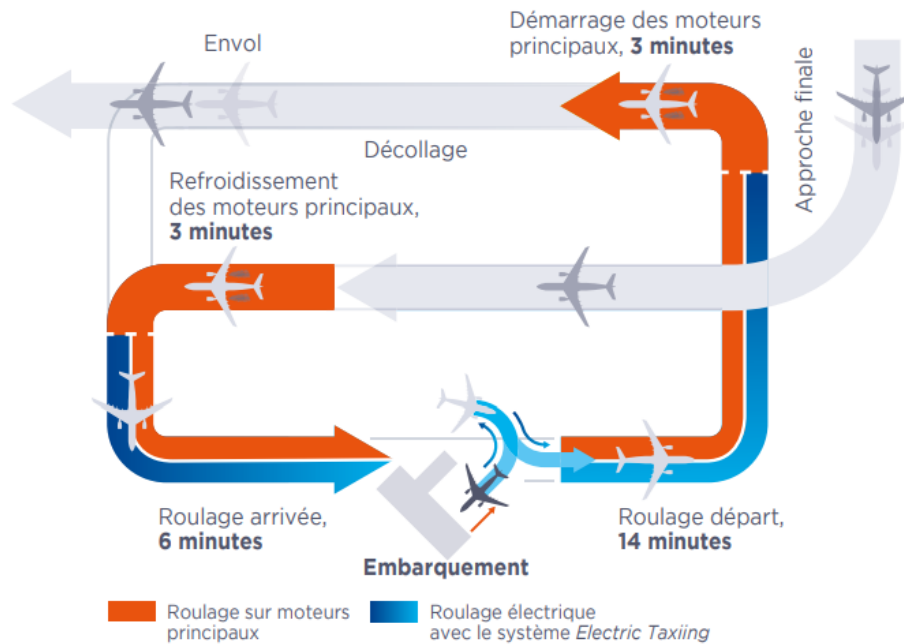 Envol
Démarrage des moteurs
principaux, 3 minutes
Approche finale
Décollage
Refroidissement
des moteurs principaux,
3 minutes
Roulage arrivée,
6 minutes
Roulage départ,
14 minutes
Embarquement
Roulage sur moteurs
principaux
Roulage électrique
avec le système Electric Taxiing